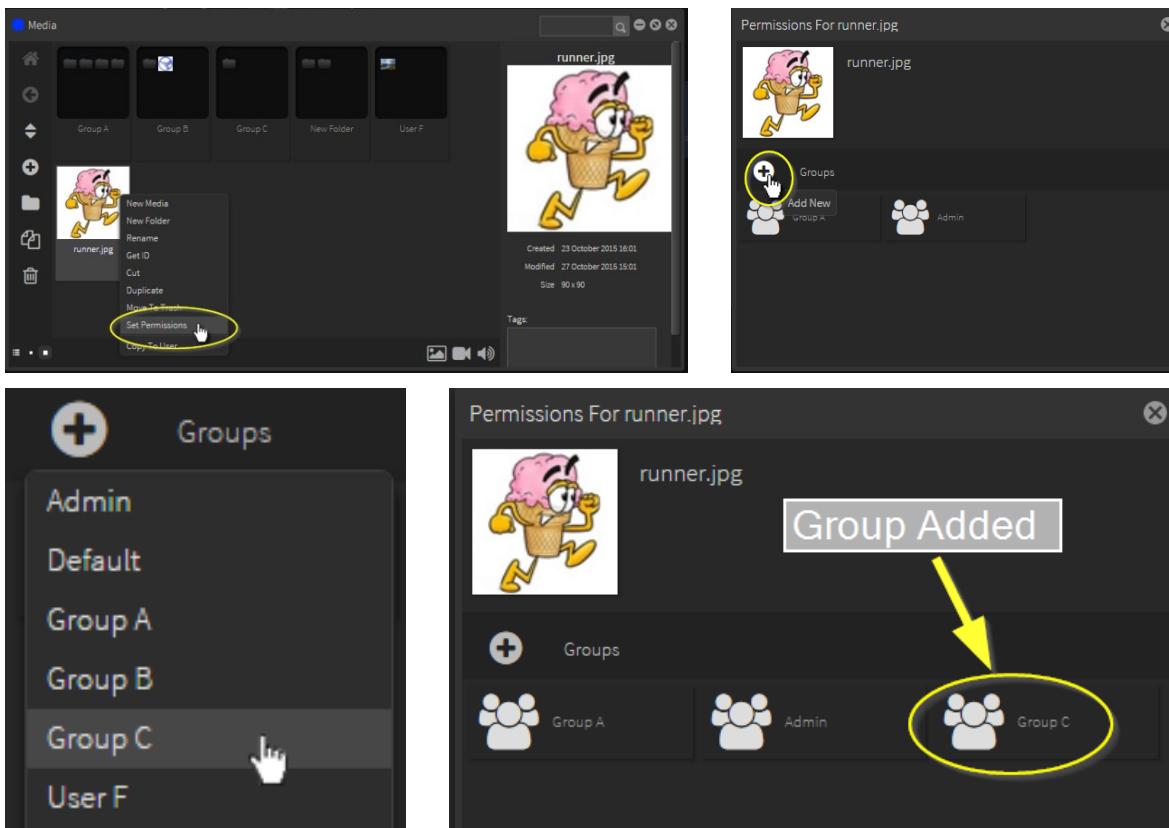 Media
runner.jpg
Group A
Group B
Group C
New Folder
User F
runner.jpg
New Media
New Folder
Rename
Get ID
Cut
Duplicate
Move To Trash
Set Permissions
Copy To User
Created 23 October 2015 16:01
Modified 27 October 2015 15:01
Size 90 x 90
Tags:
Permissions For runner.jpg
runner.jpg
Groups
Add New
Group A
Admin
Groups
Admin
Default
Group A
Group B
Group C
User F
Permissions For runner.jpg
runner.jpg
Group Added
Groups
Group A
Admin
Group C